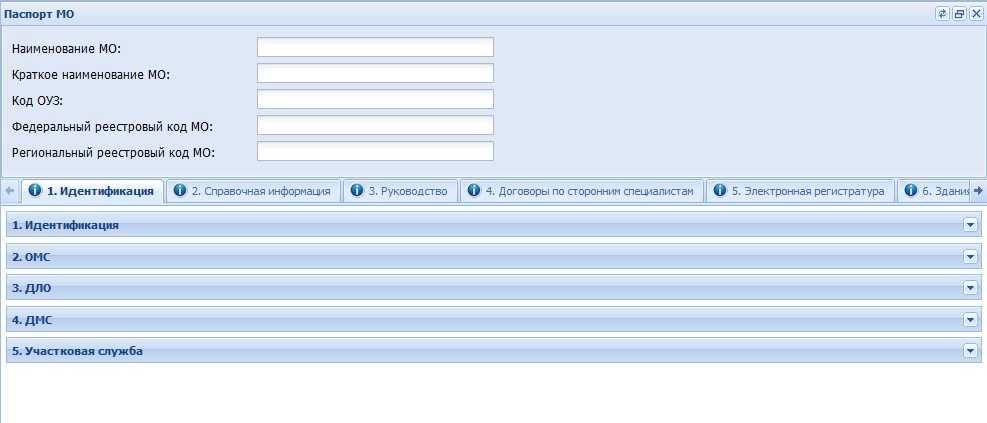 Паспорт МО
Наименование МО:
Краткое наименование МО:
Код ОУЗ:
Федеральный реестровый код МО:
Региональный реестровый код МО:
1. Идентификация 2. Справочная информация 3. Руководство 4. Договоры по сторонним специалистам 5. Электронная регистратура 6. Здания
1. Идентификация
2. ОМС
3. ДЛО
4. ДМС
5. Участковая служба